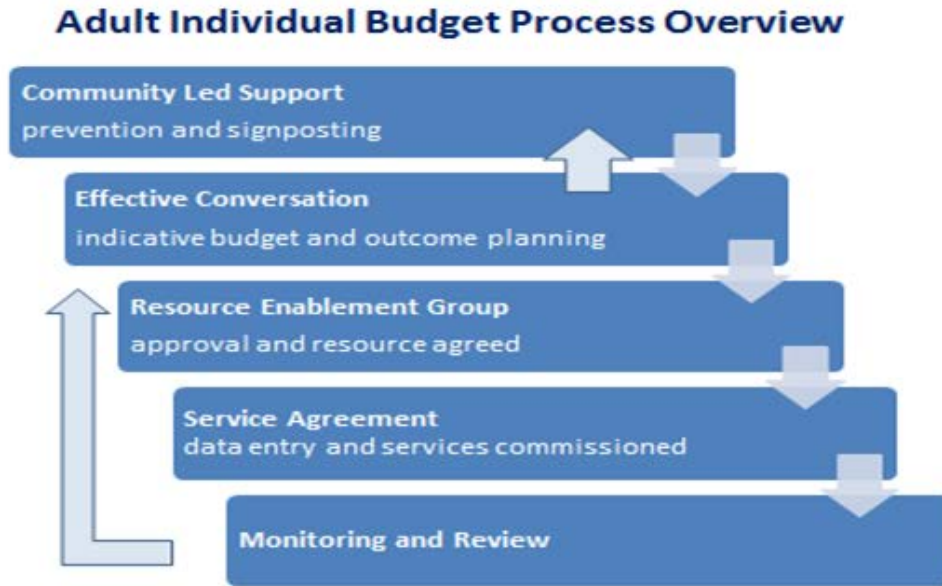 Adult Individual Budget Process Overview
Community Led Support
prevention and signposting
Effective Conversation
indicative budget and outcome planning
Resource Enablement Group
approval and resource agreed
Service Agreement
data entry and services commissioned
Monitoring and Review